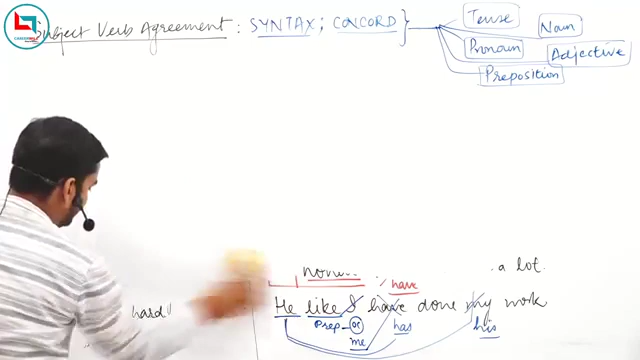 Subject Verb Agreement : SYNTAX ; CONCORD
Tense
Noun
Pronoun
Adjective
Preposition
a lot.
have
He like I have done my work
hard
Prep
me
has
his